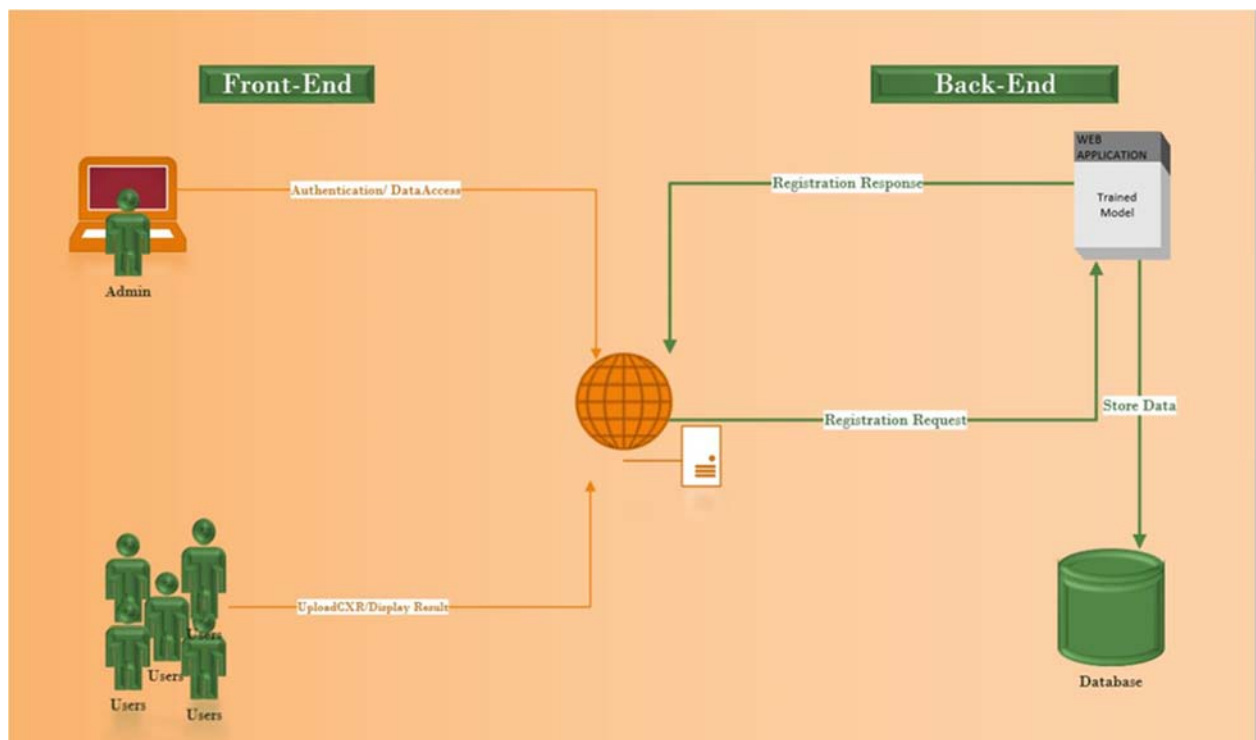 Front-End
Back-End
WEB
APPLICATION
Trained
Model
Authentication/ DataAccess
Registration Response
Admin
Registration Request
Store Data
UploadCXR/Display Result
Users
Users
Users
Users
Database